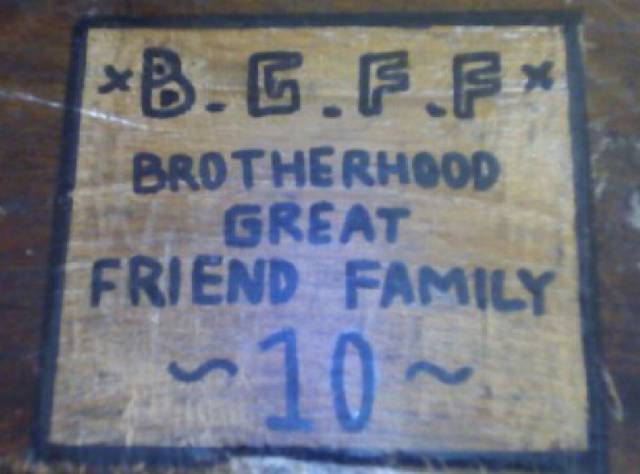 x B.G.F.F x
BROTHERHOOD
GREAT
FRIEND FAMILY
~ 10 ~